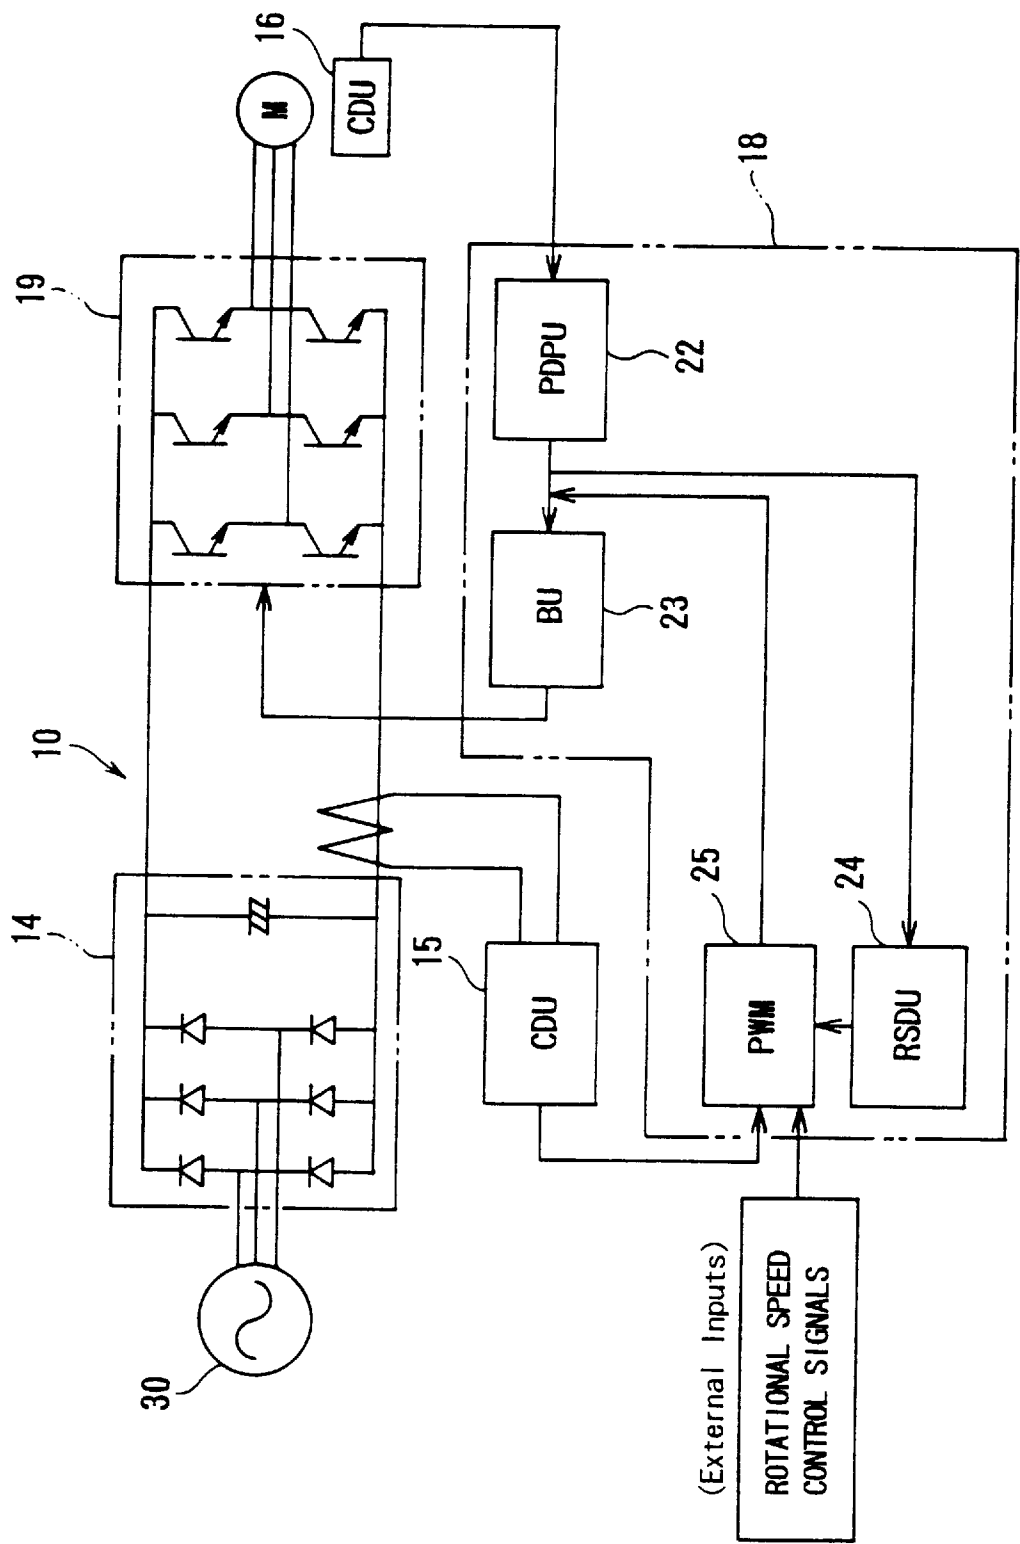 10
14
19
16
M
CDU
30
15
CDU
BU
23
PDPU
22
18
25
PWM
24
RSDU
(External Inputs)
ROTATIONAL SPEED
CONTROL SIGNALS